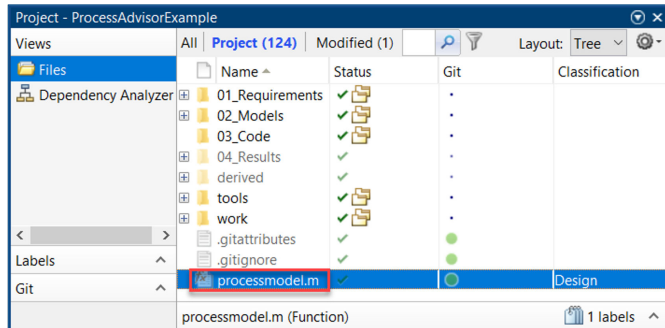 Project - ProcessAdvisorExample
Views
All Project (124) Modified (1) Layout: Tree
Files
Name Status Git Classification
Dependency Analyzer
01_Requirements
02_Models
03_Code
04_Results
derived
tools
work
.gitattributes
Labels
.gitignore
Git
processmodel.m Design
processmodel.m (Function) 1 labels